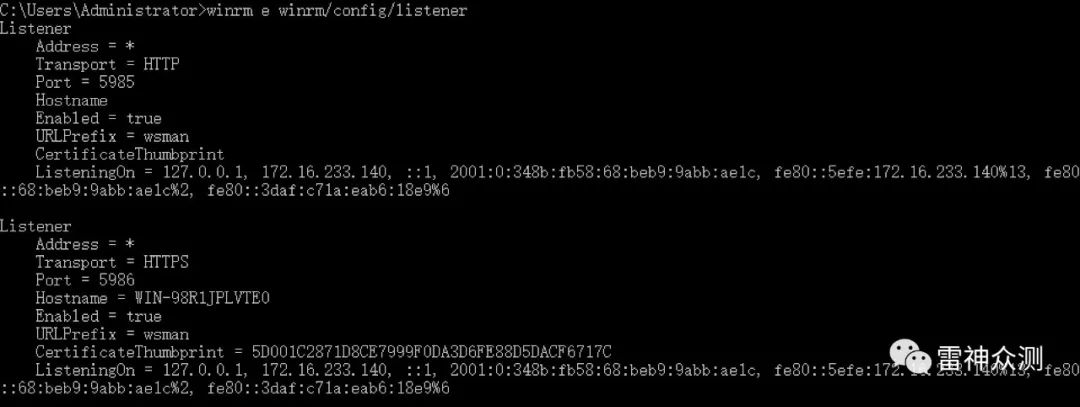 C:\Users\Administrator>winrm e winrm/config/listener
Listener
    Address = *
    Transport = HTTP
    Port = 5985
    Hostname
    Enabled = true
    URLPrefix = wsman
    CertificateThumbprint
    ListeningOn = 127.0.0.1, 172.16.233.140, ::1, 2001:0:348b:fb58:68:beb9:9abb:ae1c, fe80::5efe:172.16.233.140%13, fe80
::68:beb9:9abb:ae1c%2, fe80::3daf:c71a:eab6:18e9%6
Listener
    Address = *
    Transport = HTTPS
    Port = 5986
    Hostname = WIN-98R1JPLVTE0
    Enabled = true
    URLPrefix = wsman
    CertificateThumbprint = 5D001C2871D8CE7999F0DA3D6FE88D5DACF6717C
    ListeningOn = 127.0.0.1, 172.16.233.140, ::1, 2001:0:348b:fb58:68:beb9:9abb:ae1c, fe80::5efe:172.16.233.140%13, fe80
::68:beb9:9abb:ae1c%2, fe80::3daf:c71a:eab6:18e9%6
雷神众测